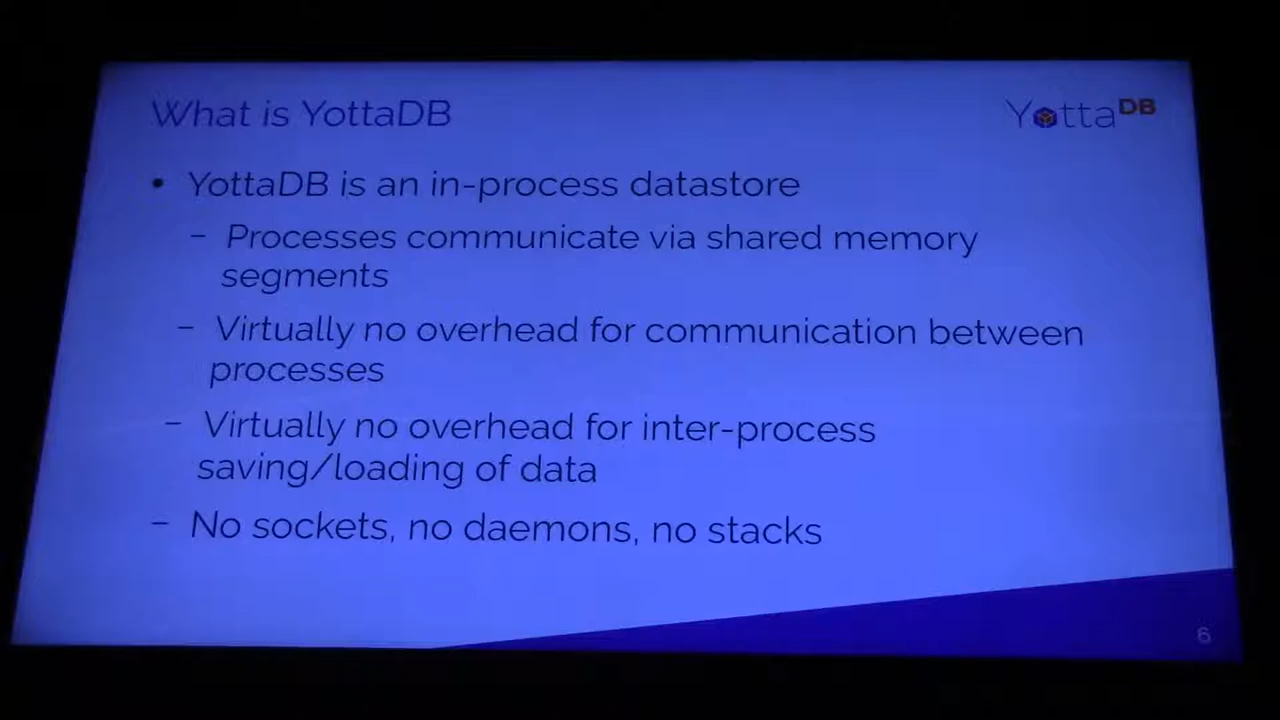 What is YottaDB
YottaDB
• YottaDB is an in-process datastore
– Processes communicate via shared memory
segments
– Virtually no overhead for communication between
processes
– Virtually no overhead for inter-process
saving/loading of data
– No sockets, no daemons, no stacks
6